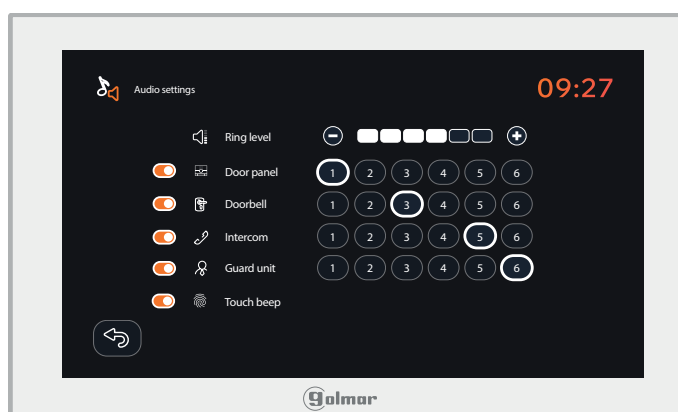 Audio settings
09:27
Ring level
Door panel 1 2 3 4 5 6
Doorbell 1 2 3 4 5 6
Intercom 1 2 3 4 5 6
Guard unit 1 2 3 4 5 6
Touch beep
golmar